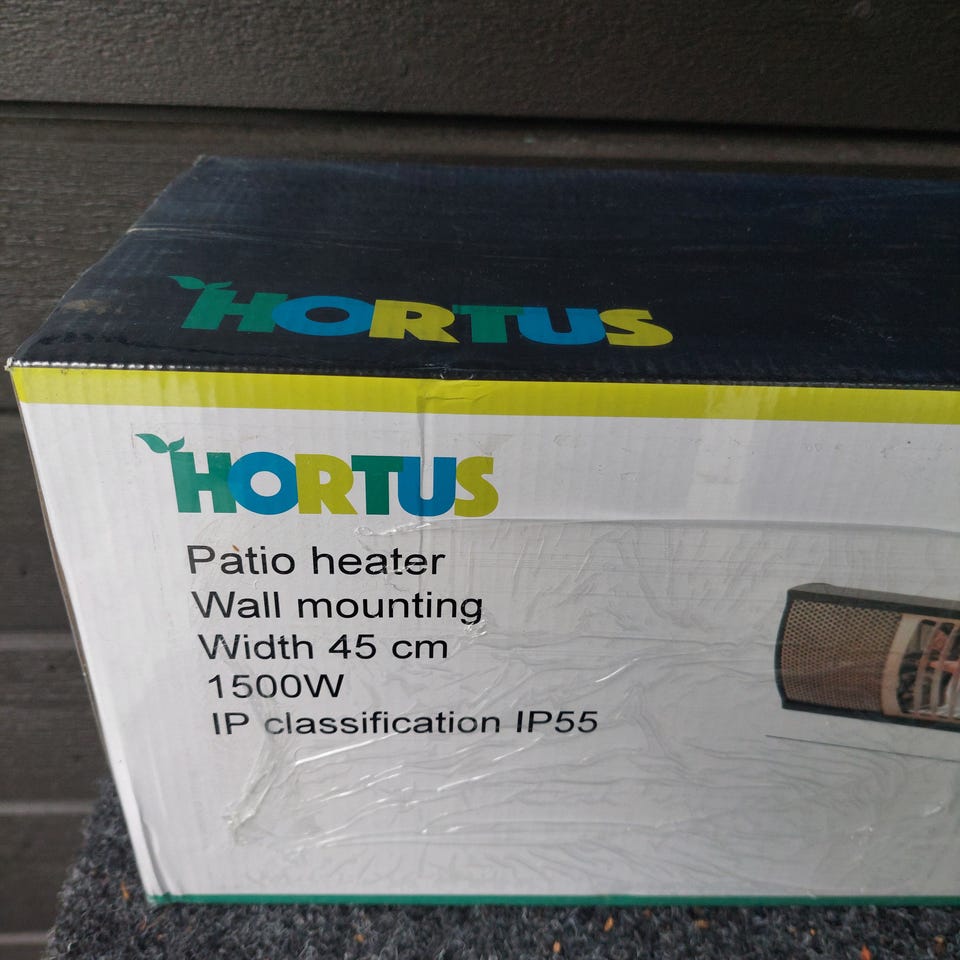 HORTUS
HORTUS
Patio heater
Wall mounting
Width 45 cm
1500W
IP classification IP55